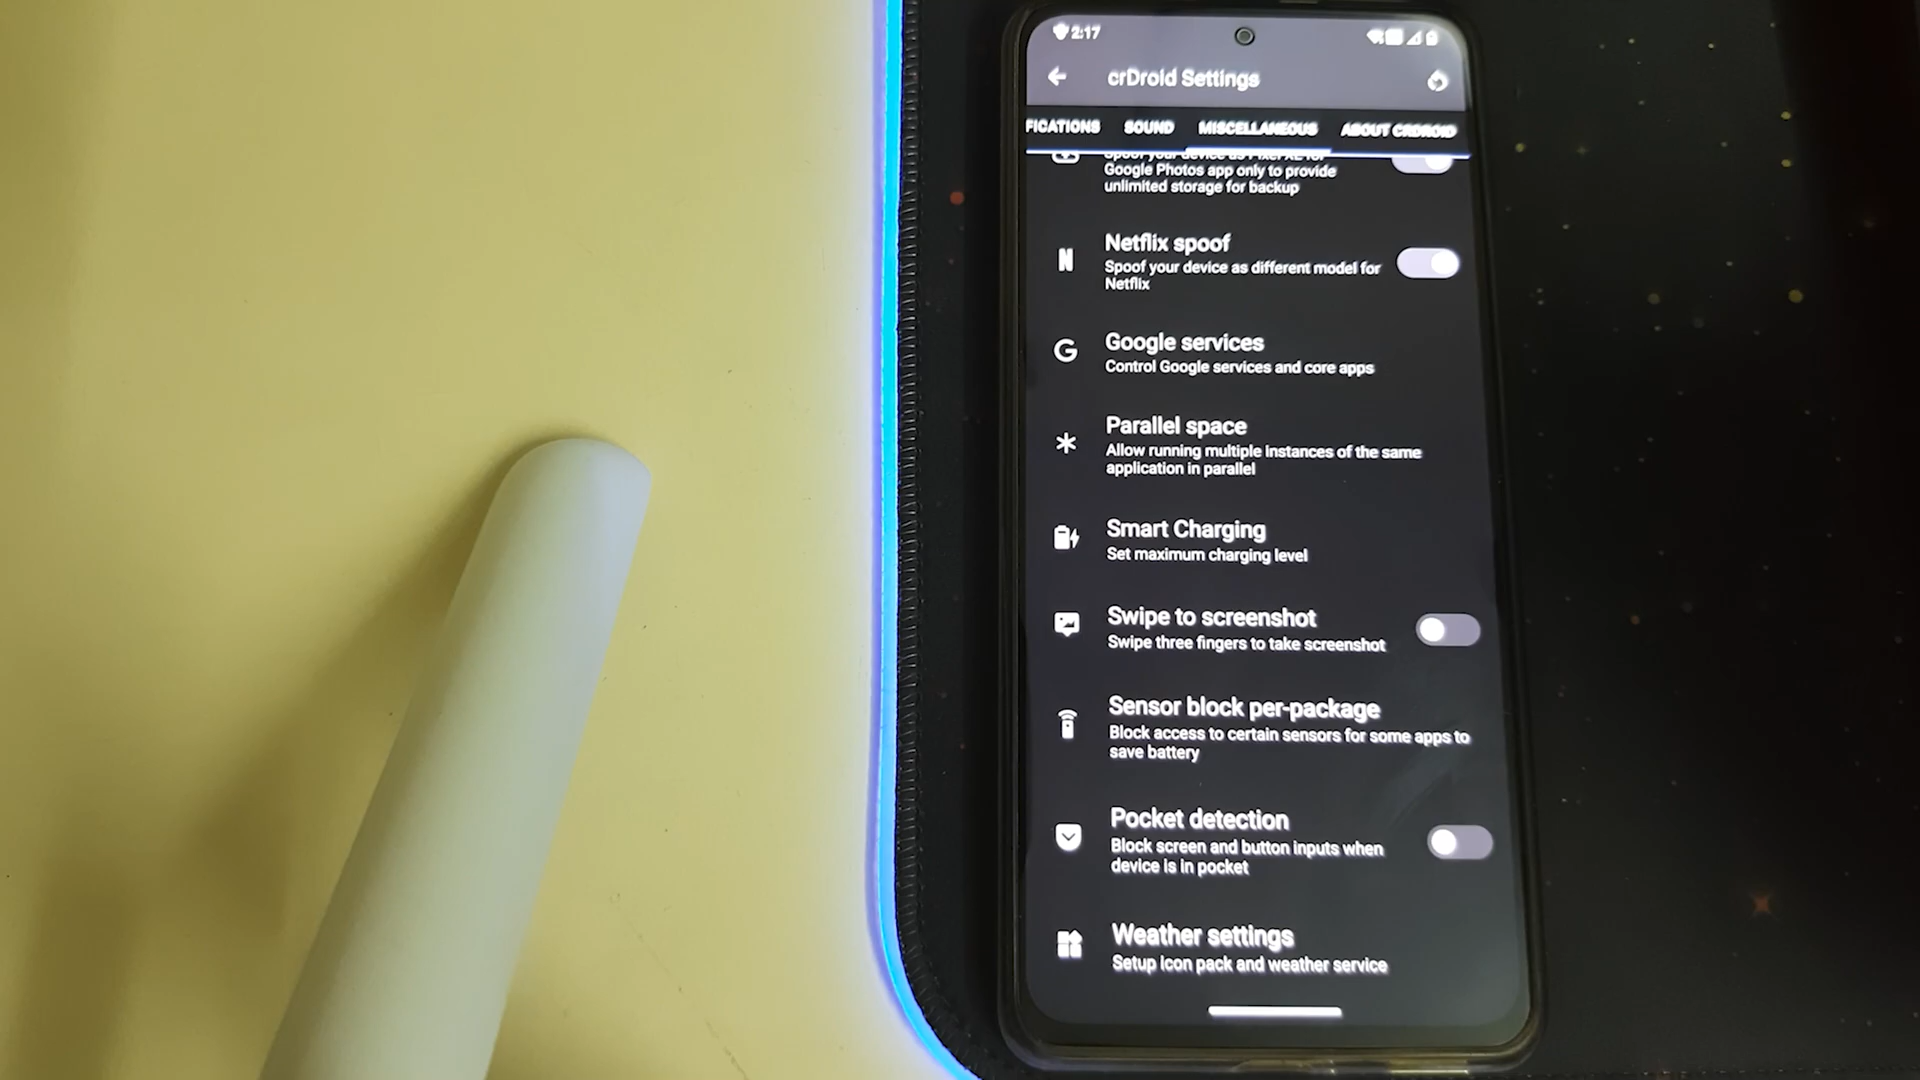 2:17
crDroid Settings
FICATIONS SOUND MISCELLANEOUS ABOUT CRDROID
Spoof your device as Pixel XL for
Google Photos app only to provide
unlimited storage for backup
N
Netflix spoof
Spoof your device as different model for
Netflix
G
Google services
Control Google services and core apps
Parallel space
Allow running multiple instances of the same
application in parallel
Smart Charging
Set maximum charging level
Swipe to screenshot
Swipe three fingers to take screenshot
Sensor block per-package
Block access to certain sensors for some apps to
save battery
Pocket detection
Block screen and button inputs when
device is in pocket
Weather settings
Setup Icon pack and weather service